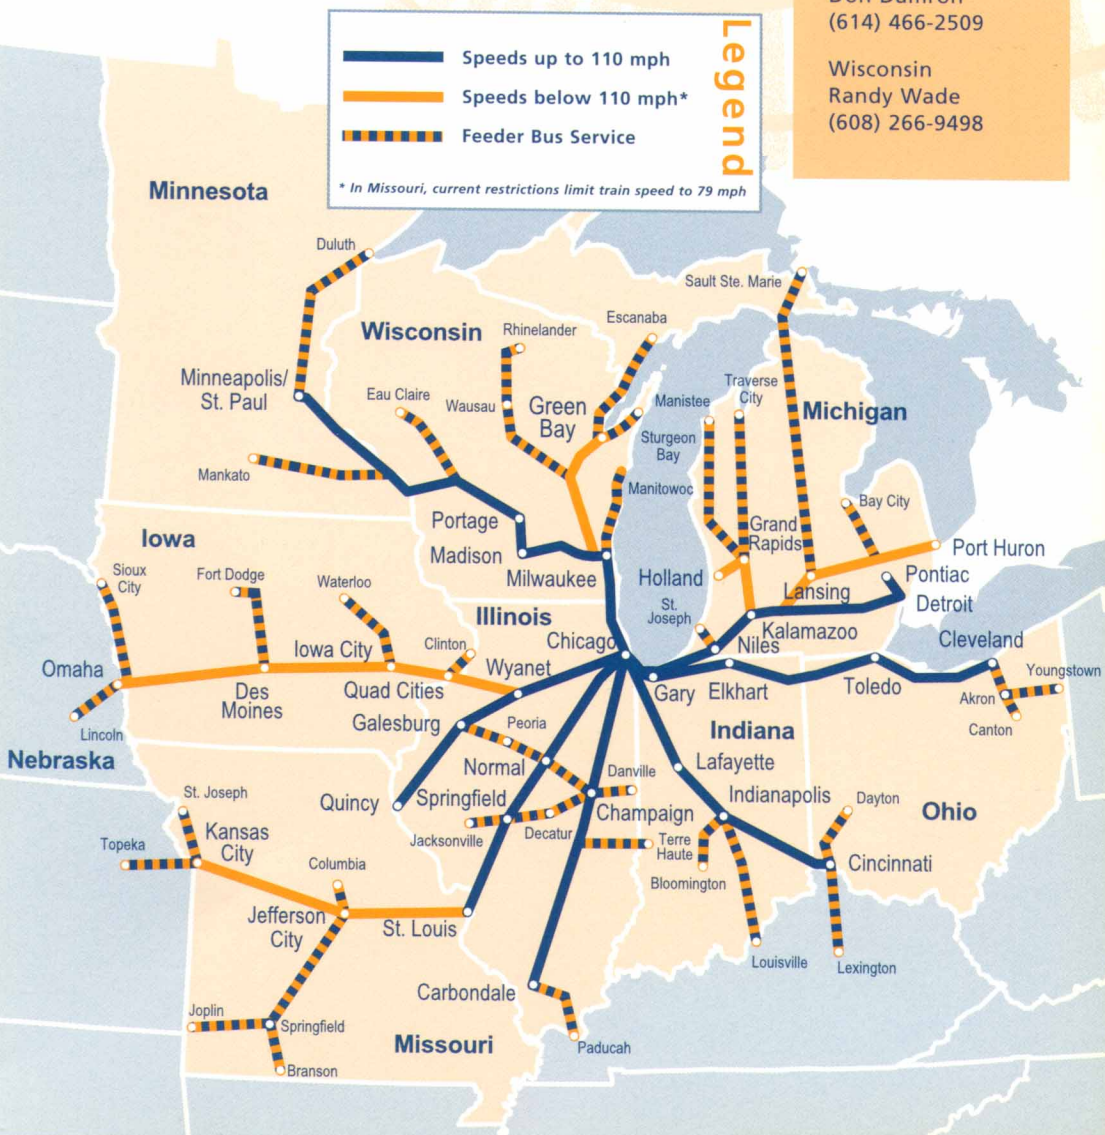 Don Damron
(614) 466-2509
Wisconsin
Randy Wade
(608) 266-9498
Legend
Speeds up to 110 mph
Speeds below 110 mph*
Feeder Bus Service
* In Missouri, current restrictions limit train speed to 79 mph
Minnesota
Duluth
Sault Ste. Marie
Escanaba
Wisconsin
Rhinelander
Minneapolis/
St. Paul
Eau Claire
Wausau
Green
Bay
Manistee
Traverse
City
Michigan
Sturgeon
Bay
Mankato
Manitowoc
Bay City
Portage
Madison
Milwaukee
Grand
Rapids
Port Huron
Holland
Lansing
Pontiac
Detroit
Iowa
Sioux
City
Fort Dodge
Waterloo
Illinois
St.
Joseph
Kalamazoo
Chicago
Niles
Cleveland
Iowa City
Clinton
Wyanet
Omaha
Des
Moines
Quad Cities
Gary
Elkhart
Toledo
Youngstown
Akron
Canton
Lincoln
Galesburg
Peoria
Indiana
Nebraska
Normal
Danville
Lafayette
St. Joseph
Quincy
Springfield
Champaign
Indianapolis
Dayton
Ohio
Topeka
Kansas
City
Jacksonville
Decatur
Terre
Haute
Columbia
Bloomington
Cincinnati
Jefferson
City
St. Louis
Louisville
Lexington
Carbondale
Joplin
Springfield
Missouri
Paducah
Branson